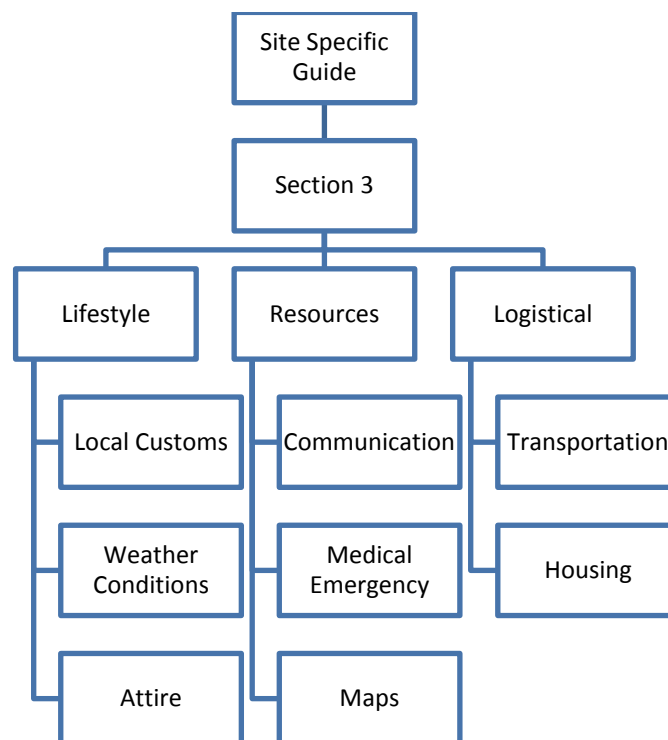 Site Specific
Guide
Section 3
Lifestyle
Resources
Logistical
Local Customs
Communication
Transportation
Weather
Conditions
Medical
Emergency
Housing
Attire
Maps